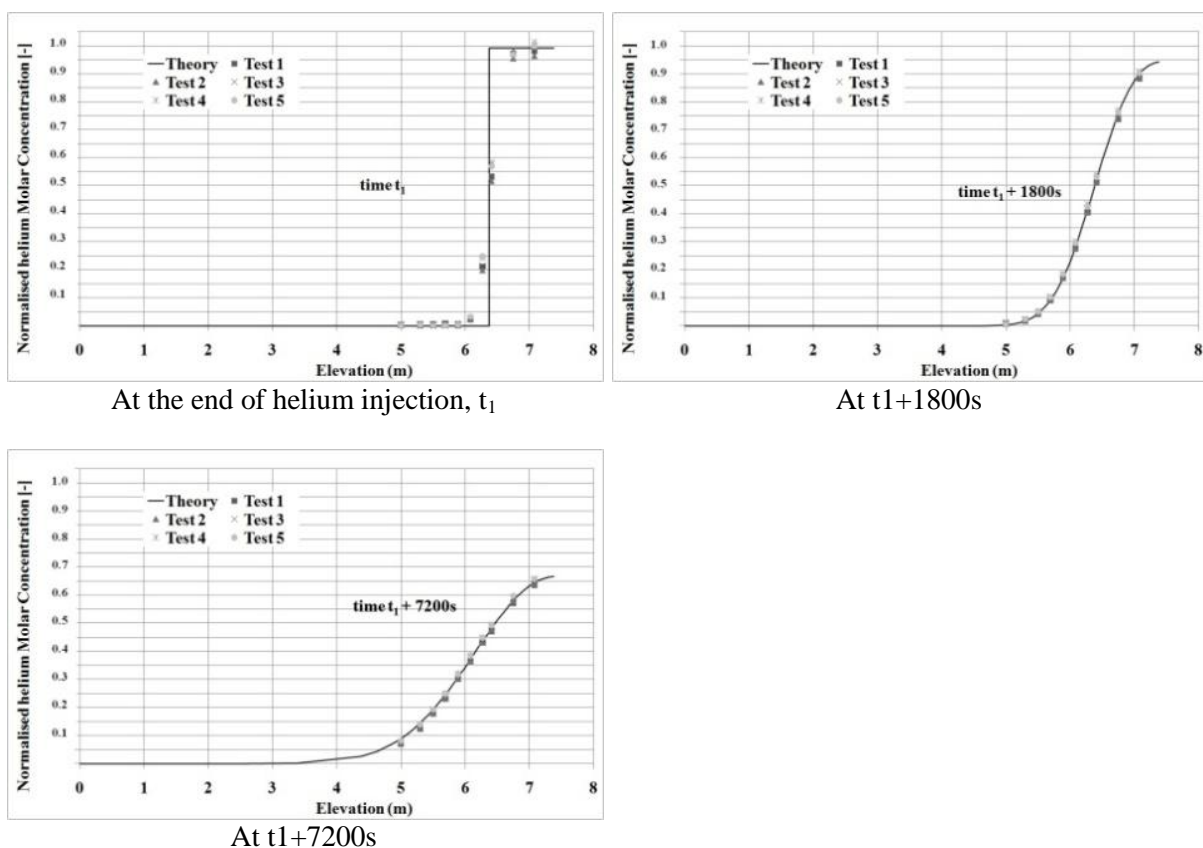 Normalised helium Molar Concentration [-]
1.0
0.9
0.8
0.7
0.6
0.5
0.4
0.3
0.2
0.1
Theory Test 1
Test 2 Test 3
Test 4 Test 5
time t₁
0 1 2 3 4 5 6 7 8
Elevation (m)
At the end of helium injection, t₁
Normalised helium Molar Concentration [-]
1.0
0.9
0.8
0.7
0.6
0.5
0.4
0.3
0.2
0.1
Theory Test 1
Test 2 Test 3
Test 4 Test 5
time t₁ + 1800s
0 1 2 3 4 5 6 7 8
Elevation (m)
At t1+1800s
Normalised helium Molar Concentration [-]
1.0
0.9
0.8
0.7
0.6
0.5
0.4
0.3
0.2
0.1
Theory Test 1
Test 2 Test 3
Test 4 Test 5
time t₁ + 7200s
0 1 2 3 4 5 6 7 8
Elevation (m)
At t1+7200s